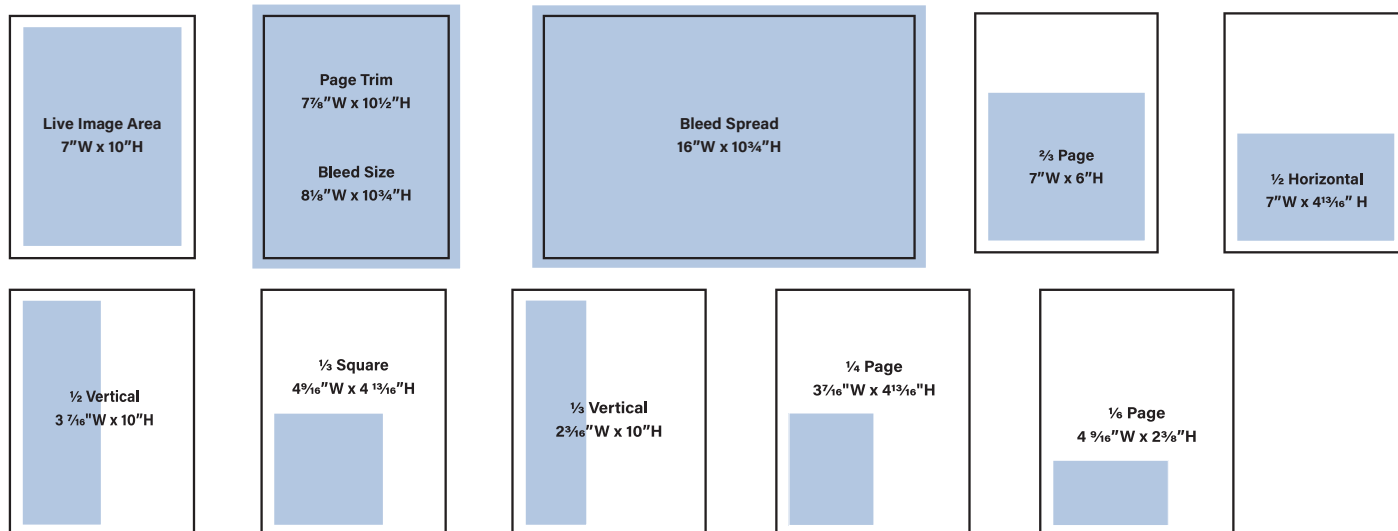 Live Image Area
7”W x 10”H
Page Trim
7⅞”W x 10½”H
Bleed Size
8⅛”W x 10¾”H
Bleed Spread
16”W x 10¾”H
⅔ Page
7”W x 6”H
½ Horizontal
7”W x 4¹³⁄₁₆” H
½ Vertical
3 ⁷⁄₁₆"W x 10”H
⅓ Square
4⁹⁄₁₆”W x 4 ¹³⁄₁₆”H
⅓ Vertical
2³⁄₁₆”W x 10”H
¼ Page
3⁷⁄₁₆"W x 4¹³⁄₁₆"H
⅙ Page
4 ⁹⁄₁₆”W x 2⅜”H